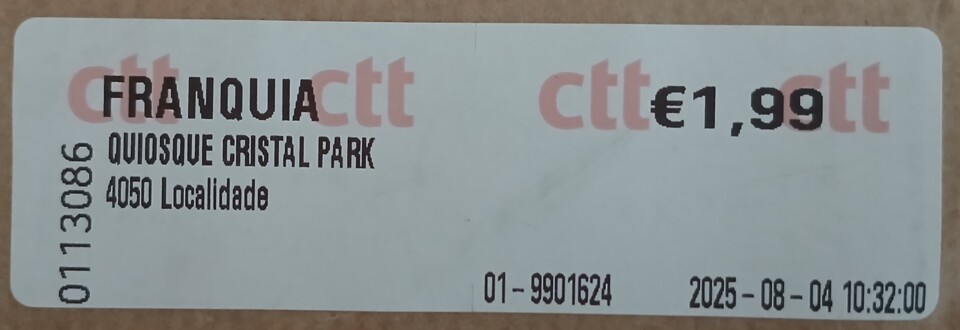 ctt ctt ctt ctt
FRANQUIA €1,99
QUIOSQUE CRISTAL PARK
4050 Localidade
0113086
01-9901624 2025-08-04 10:32:00